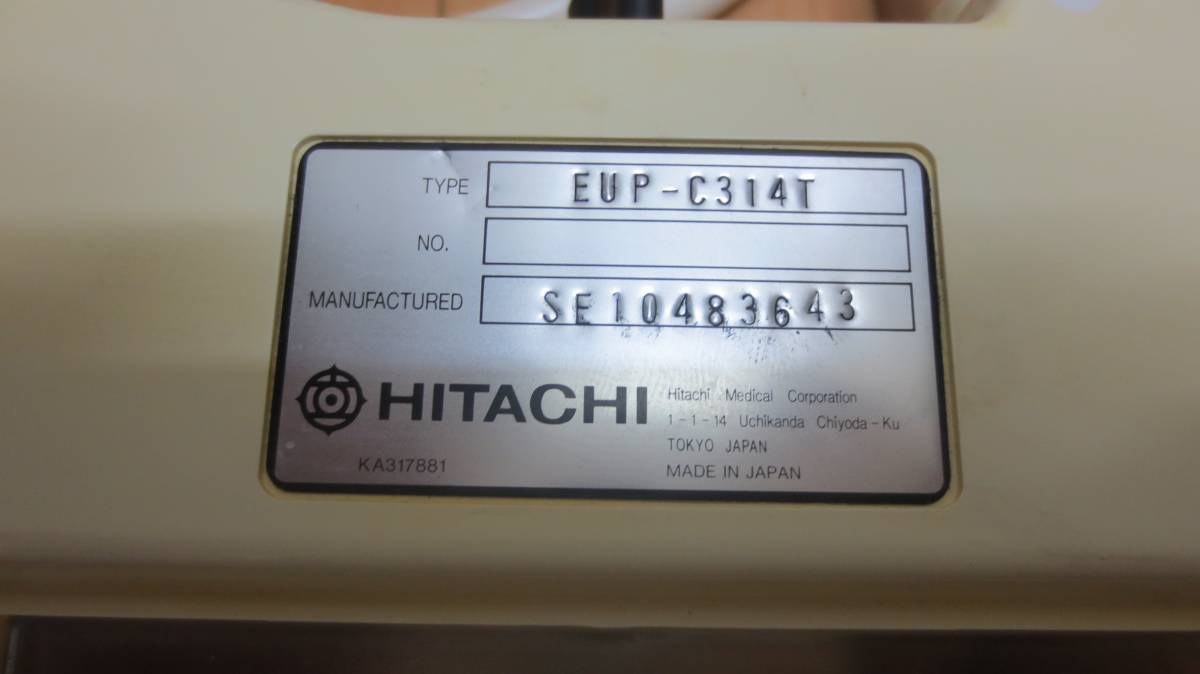 TYPE EUP-C314T
NO.
MANUFACTURED SE10483643
HITACHI
Hitachi Medical Corporation
1-1-14 Uchikanda Chiyoda-Ku
TOKYO JAPAN
MADE IN JAPAN
KA317881